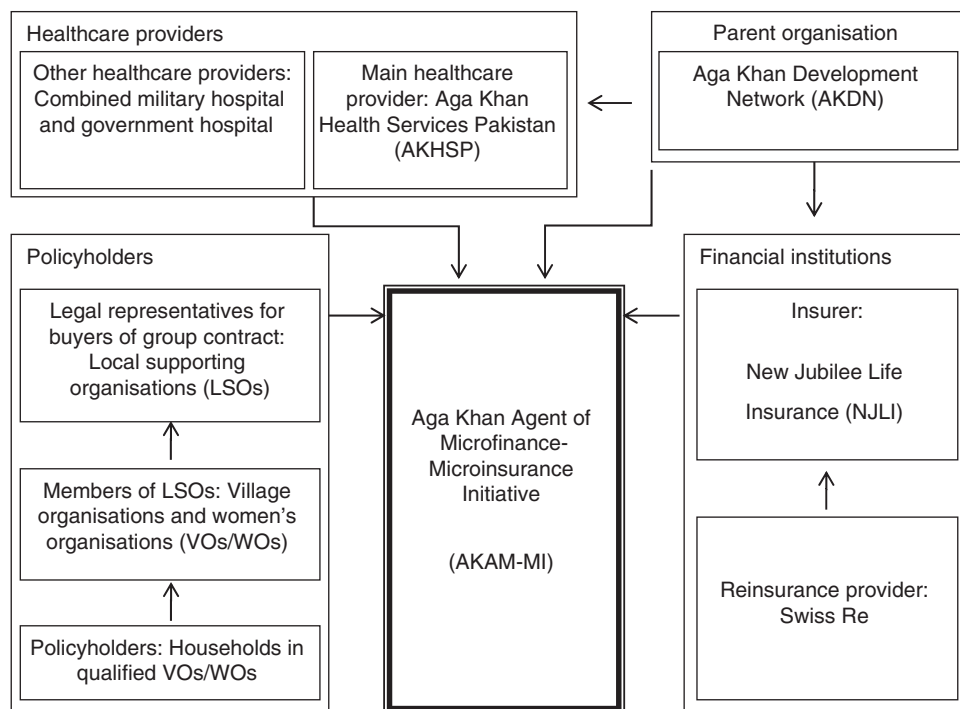 Healthcare providers
Other healthcare providers:
Combined military hospital
and government hospital
Main healthcare
provider: Aga Khan
Health Services Pakistan
(AKHSP)
Parent organisation
Aga Khan Development
Network (AKDN)
Policyholders
Legal representatives for
buyers of group contract:
Local supporting
organisations (LSOs)
Members of LSOs: Village
organisations and women's
organisations (VOs/WOs)
Policyholders: Households in
qualified VOs/WOs
Aga Khan Agent of
Microfinance-
Microinsurance
Initiative
(AKAM-MI)
Financial institutions
Insurer:
New Jubilee Life
Insurance (NJLI)
Reinsurance provider:
Swiss Re